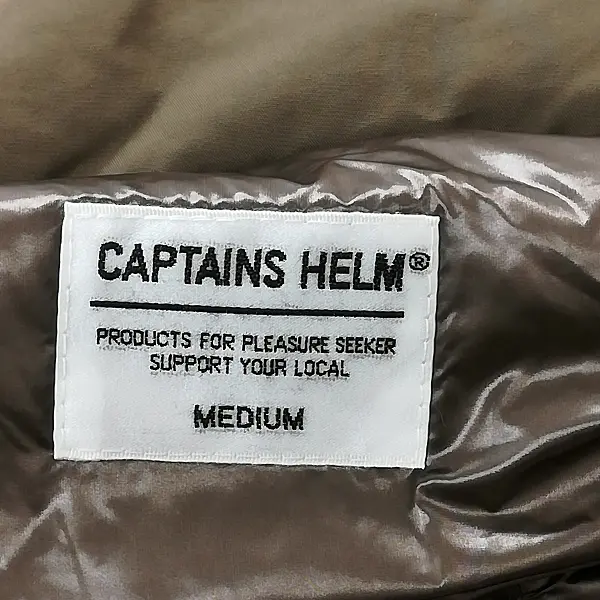 CAPTAINS HELM®
PRODUCTS FOR PLEASURE SEEKER
SUPPORT YOUR LOCAL
MEDIUM